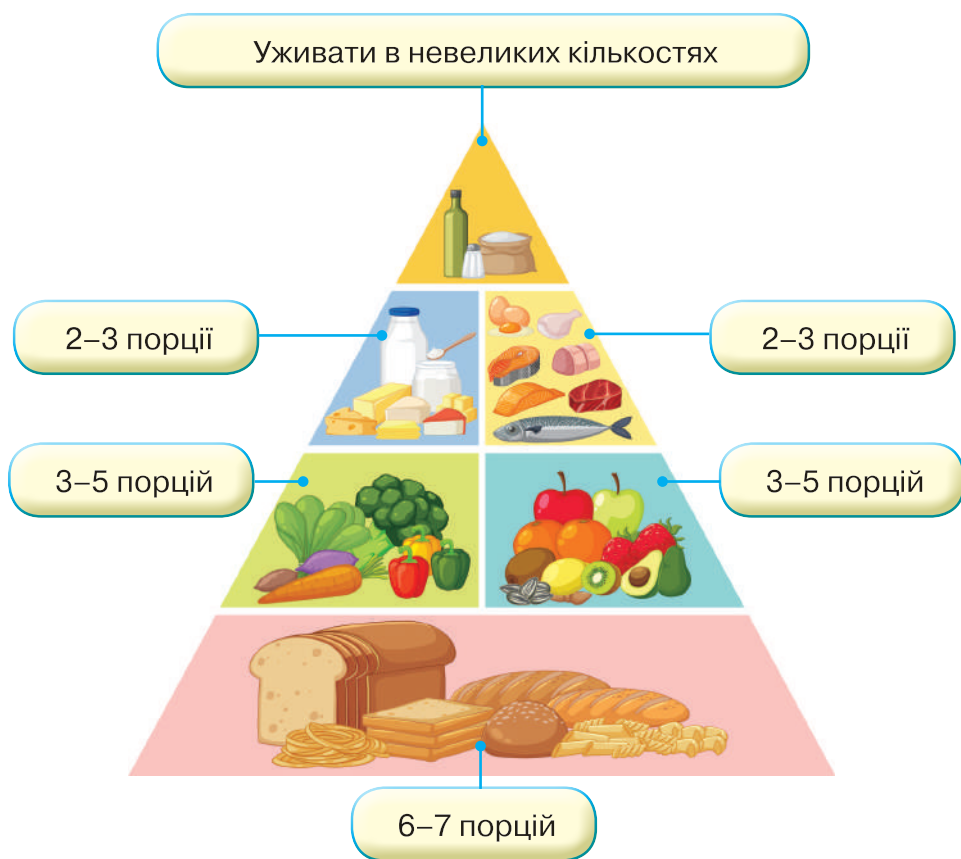 Уживати в невеликих кількостях
2–3 порції
2–3 порції
3–5 порцій
3–5 порцій
6–7 порцій